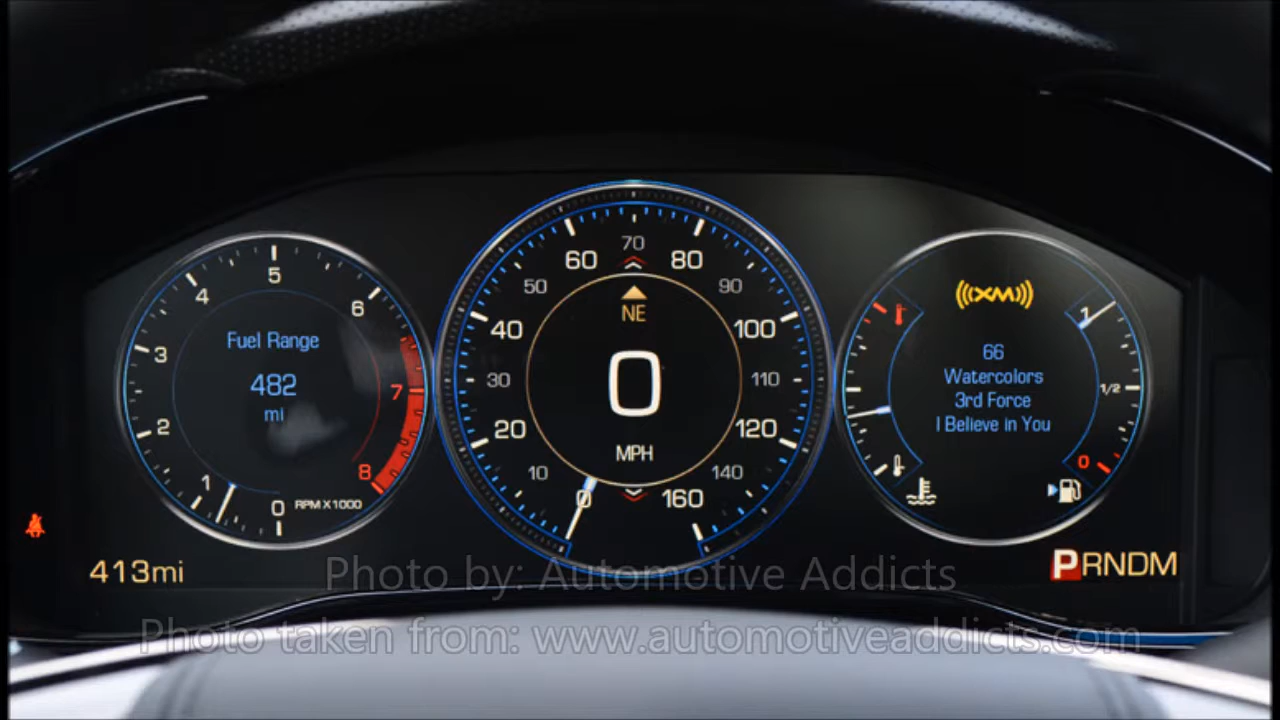 Fuel Range
482
mi
0
1
2
3
4
5
6
7
8
RPM X 1000
0
10
20
30
40
50
60
70
80
90
100
110
120
140
160
NE
0
MPH
XM
66
Watercolors
3rd Force
I Believe in You
1
1/2
0
413mi
PRNDM
Photo by: Automotive Addicts
Photo taken from: www.automotiveaddicts.com